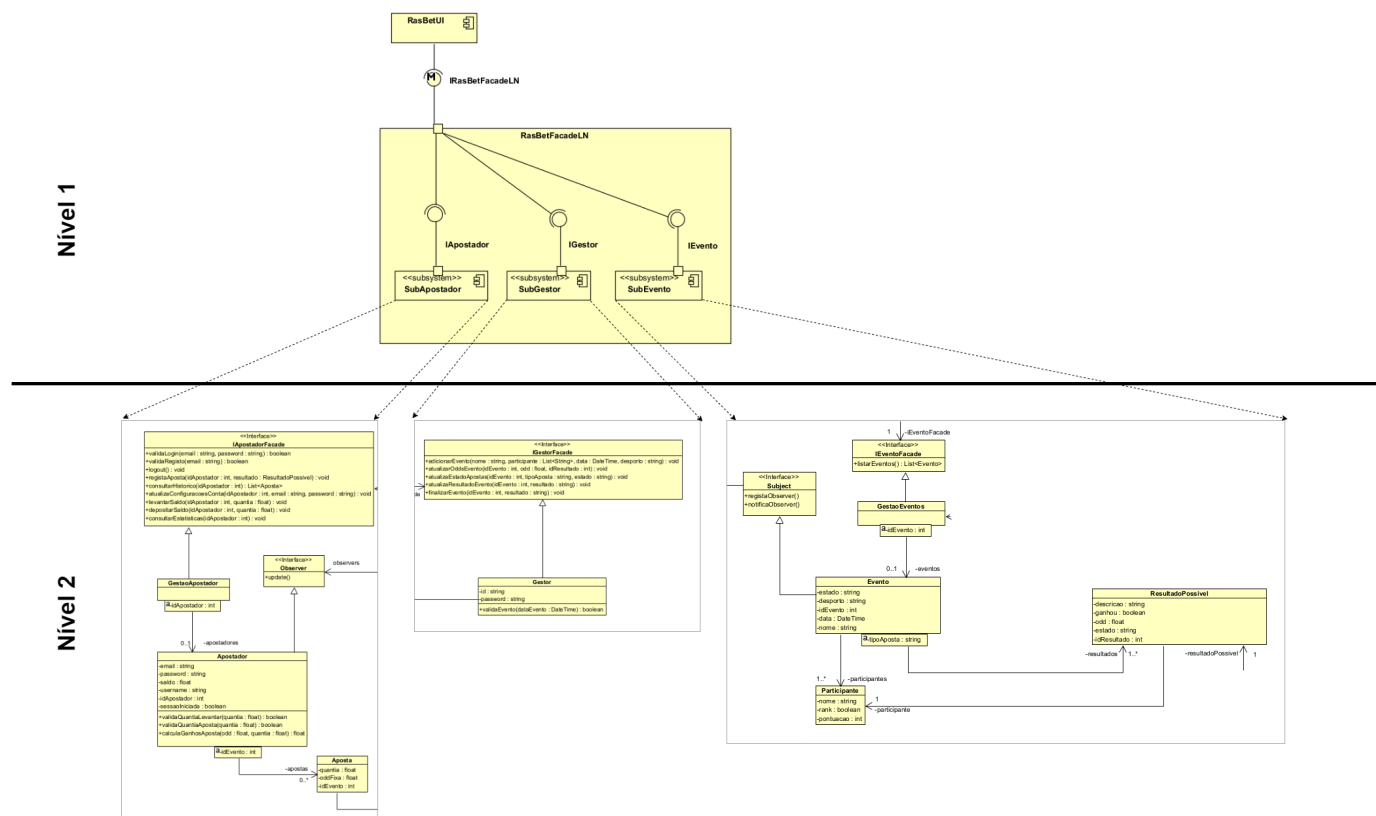 RasBetUI
M
IRasBetFacadeLN
RasBetFacadeLN
Nível 1
IApostador
IGestor
IEvento
<<subsystem>>
SubApostador
<<subsystem>>
SubGestor
<<subsystem>>
SubEvento
Nível 2
<<Interface>>
IApostadorFacade
+validaLogin(email : string, password : string) : boolean
+validaRegisto(email : string) : boolean
+logout() : void
+registaAposta(idApostador : int, resultado : ResultadoPossivel) : void
+consultarHistorico(idApostador : int) : List<Aposta>
+atualizaConfiguracoesConta(idApostador : int, email : string, password : string) : void
+levantarSaldo(idApostador : int, quantia : float) : void
+depositarSaldo(idApostador : int, quantia : float) : void
+consultarEstatisticas(idApostador : int) : void
<<Interface>>
Observer
+update()
observers
GestaoApostador
-idApostador : int
0..1
-apostadores
Apostador
-email : string
-password : string
-saldo : float
-username : string
-idApostador : int
-sessaoIniciada : boolean
+validaQuantiaLevantar(quantia : float) : boolean
+validaQuantiaAposta(quantia : float) : boolean
+calculaGanhosAposta(odd : float, quantia : float) : float
-idEvento : int
-apostas
0..*
Aposta
-quantia : float
-oddFixa : float
-idEvento : int
<<Interface>>
IGestorFacade
+adicionarEvento(nome : string, participante : List<String>, data : DateTime, desporto : string) : void
+atualizarOddsEvento(idEvento : int, odd : float, idResultado : int) : void
+atualizaEstadoApostas(idEvento : int, tipoAposta : string, estado : string) : void
+atualizaResultadoEvento(idEvento : int, resultado : string) : void
+finalizarEvento(idEvento : int, resultado : string) : void
Gestor
-id : string
-password : string
+validaEvento(dataEvento : DateTime) : boolean
1
-iEventoFacade
<<Interface>>
IEventoFacade
+listarEventos() : List<Evento>
<<Interface>>
Subject
+registaObserver()
+notificaObserver()
GestaoEventos
-idEvento : int
0..1
-eventos
Evento
-estado : string
-desporto : string
-idEvento : int
-data : DateTime
-nome : string
-tipoAposta : string
ResultadoPossivel
-descricao : string
-ganhou : boolean
-odd : float
-estado : string
-idResultado : int
-resultados
1..*
-resultadoPossivel
1
1..*
-participantes
Participante
-nome : string
-rank : boolean
-pontuacao : int
1
-participante